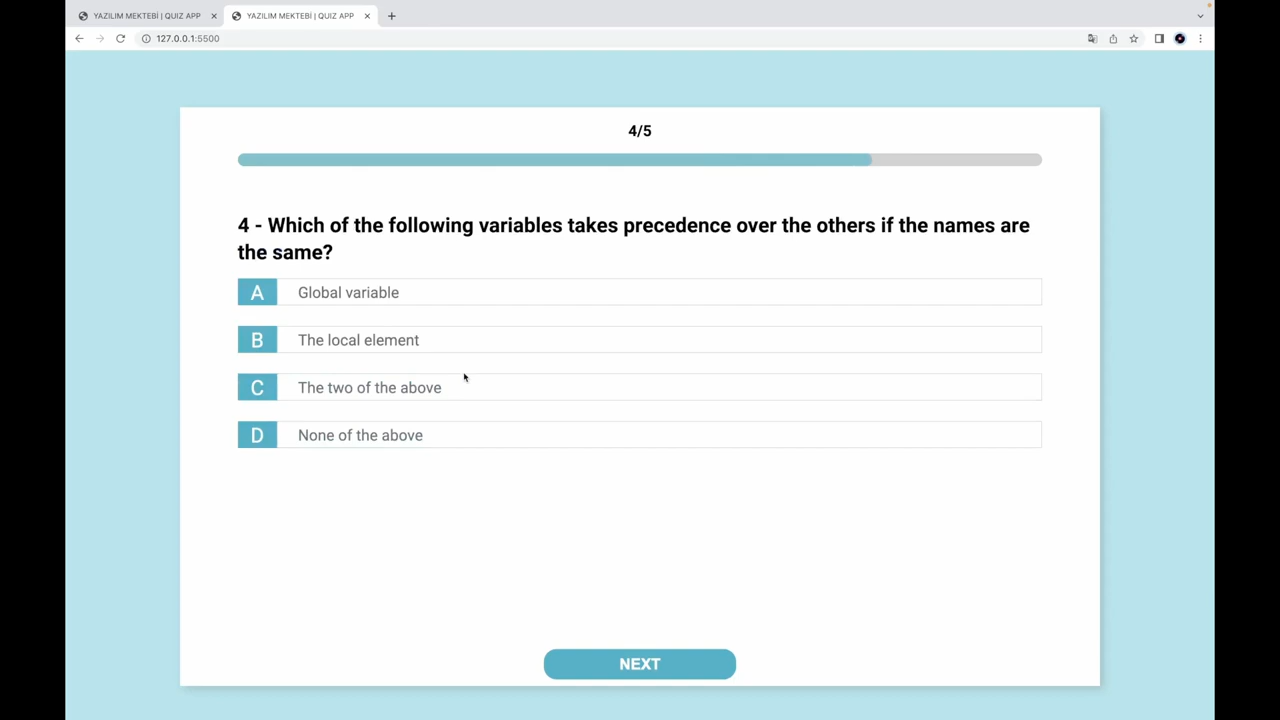 YAZILIM MEKTEBİ | QUIZ APP
YAZILIM MEKTEBİ | QUIZ APP
127.0.0.1:5500
4/5
4 - Which of the following variables takes precedence over the others if the names are
the same?
A Global variable
B The local element
C The two of the above
D None of the above
NEXT